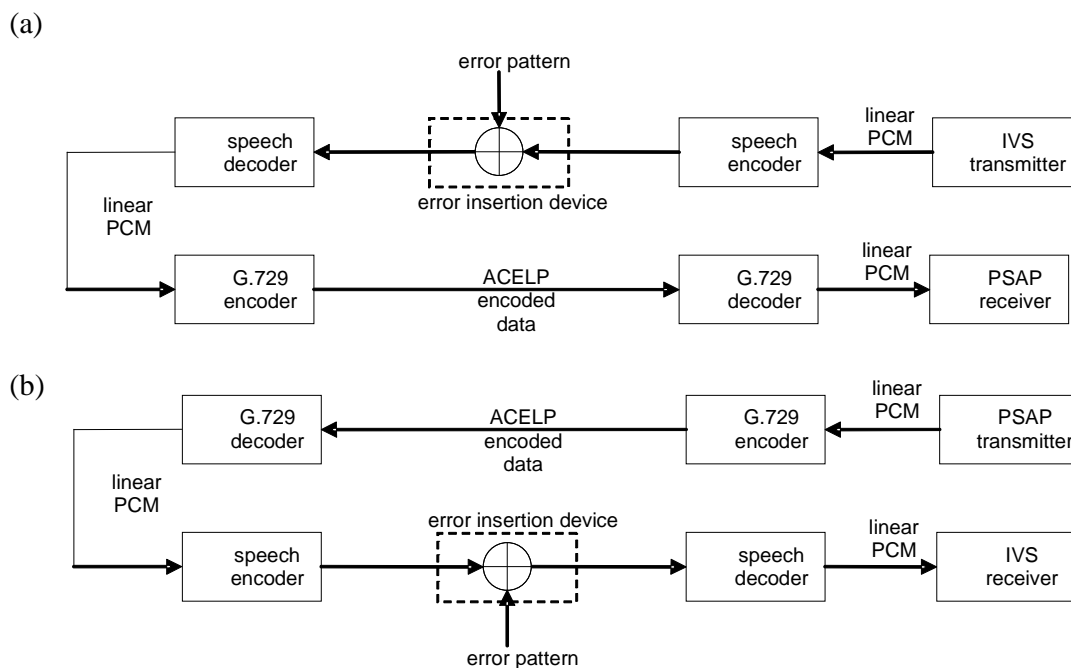 (a)
error pattern
linear
PCM
speech
decoder
speech
encoder
IVS
transmitter
error insertion device
linear
PCM
G.729
encoder
ACELP
encoded
data
G.729
decoder
linear
PCM
PSAP
receiver
(b)
G.729
decoder
ACELP
encoded
data
G.729
encoder
linear
PCM
PSAP
transmitter
linear
PCM
error insertion device
speech
encoder
speech
decoder
linear
PCM
IVS
receiver
error pattern